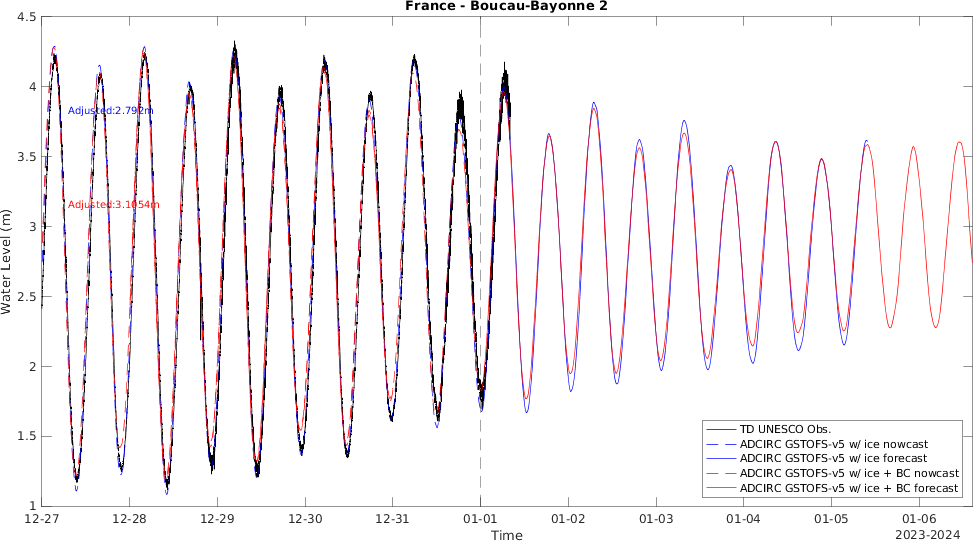 France - Boucau-Bayonne 2
4.5
4
3.5
3
2.5
2
1.5
1
Water Level (m)
Adjusted:2.792m
Adjusted:3.1054m
TD UNESCO Obs.
ADCIRC GSTOFS-v5 w/ ice nowcast
ADCIRC GSTOFS-v5 w/ ice forecast
ADCIRC GSTOFS-v5 w/ ice + BC nowcast
ADCIRC GSTOFS-v5 w/ ice + BC forecast
12-27 12-28 12-29 12-30 12-31 01-01 01-02 01-03 01-04 01-05 01-06
Time
2023-2024